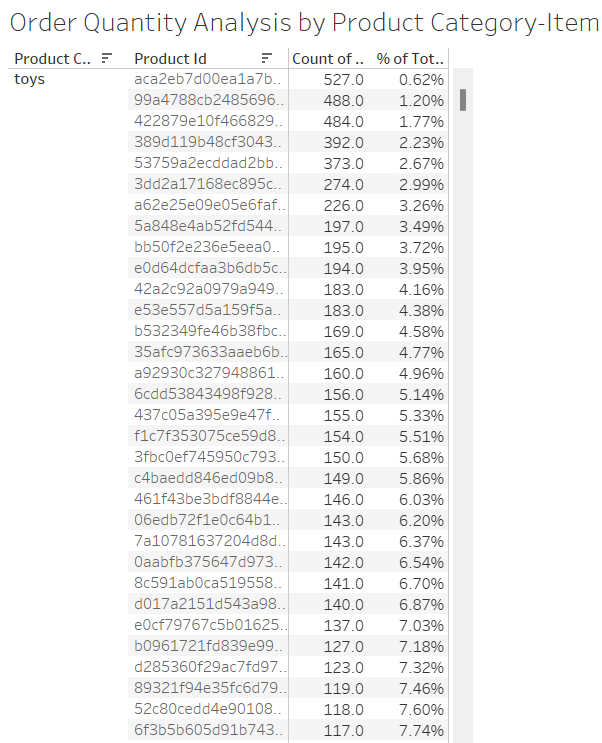 Order Quantity Analysis by Product Category-Item
Product C.. Product Id Count of .. % of Tot..
toys aca2eb7d00ea1a7b.. 527.0 0.62%
99a4788cb2485696.. 488.0 1.20%
422879e10f466829.. 484.0 1.77%
389d119b48cf3043.. 392.0 2.23%
53759a2ecddad2bb.. 373.0 2.67%
3dd2a17168ec895c.. 274.0 2.99%
a62e25e09e05e6faf.. 226.0 3.26%
5a848e4ab52fd544.. 197.0 3.49%
bb50f2e236e5eea0.. 195.0 3.72%
e0d64dcfaa3b6db5c.. 194.0 3.95%
42a2c92a0979a949.. 183.0 4.16%
e53e557d5a159f5a.. 183.0 4.38%
b532349fe46b38fbc.. 169.0 4.58%
35afc973633aaeb6b.. 165.0 4.77%
a92930c327948861.. 160.0 4.96%
6cdd53843498f928.. 156.0 5.14%
437c05a395e9e47f.. 155.0 5.33%
f1c7f353075ce59d8.. 154.0 5.51%
3fbc0ef745950c793.. 150.0 5.68%
c4baedd846ed09b8.. 149.0 5.86%
461f43be3bdf8844e.. 146.0 6.03%
06edb72f1e0c64b1.. 143.0 6.20%
7a10781637204d8d.. 143.0 6.37%
0aabfb375647d973.. 142.0 6.54%
8c591ab0ca519558.. 141.0 6.70%
d017a2151d543a98.. 140.0 6.87%
e0cf79767c5b01625.. 137.0 7.03%
b0961721fd839e99.. 127.0 7.18%
d285360f29ac7fd97.. 123.0 7.32%
89321f94e35fc6d79.. 119.0 7.46%
52c80cedd4e90108.. 118.0 7.60%
6f3b5b605d91b743.. 117.0 7.74%